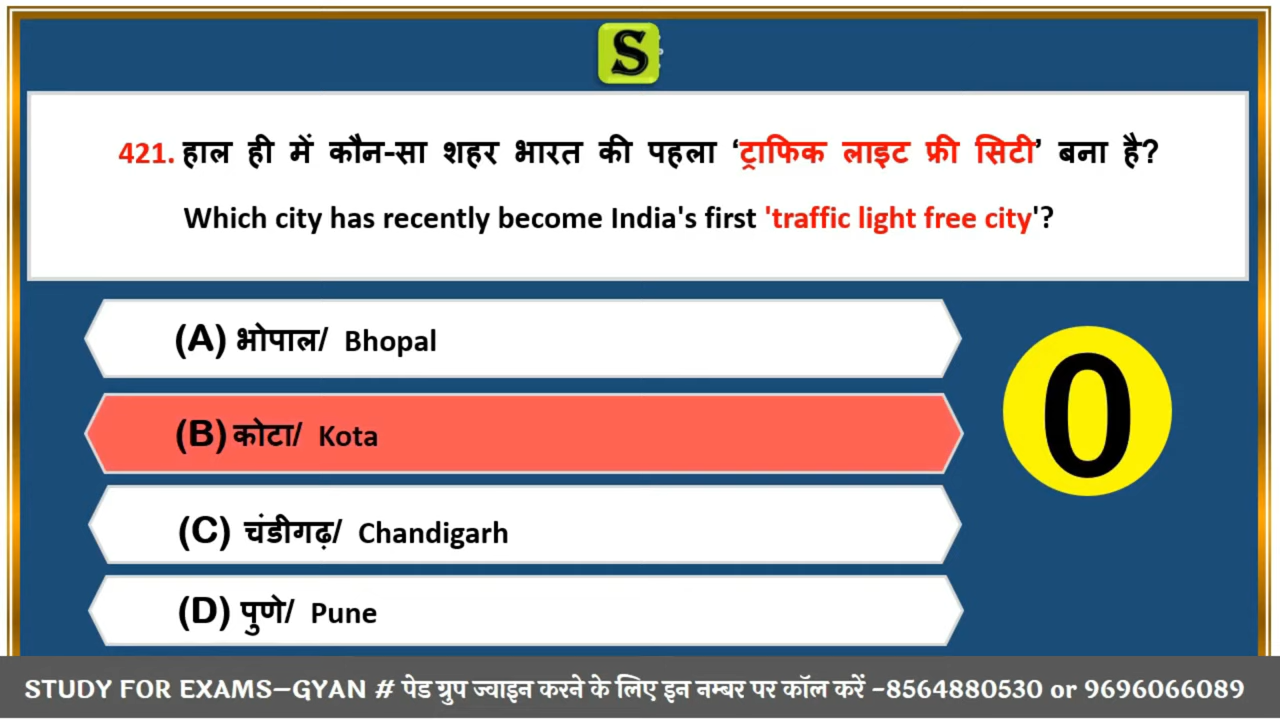 S
421. हाल ही में कौन-सा शहर भारत की पहला ‘ट्राफिक लाइट फ्री सिटी’ बना है?
Which city has recently become India's first 'traffic light free city'?
(A) भोपाल/ Bhopal
(B) कोटा/ Kota
0
(C) चंडीगढ़/ Chandigarh
(D) पुणे/ Pune
STUDY FOR EXAMS–GYAN # पेड ग्रुप ज्वाइन करने के लिए इन नम्बर पर कॉल करें –8564880530 or 9696066089